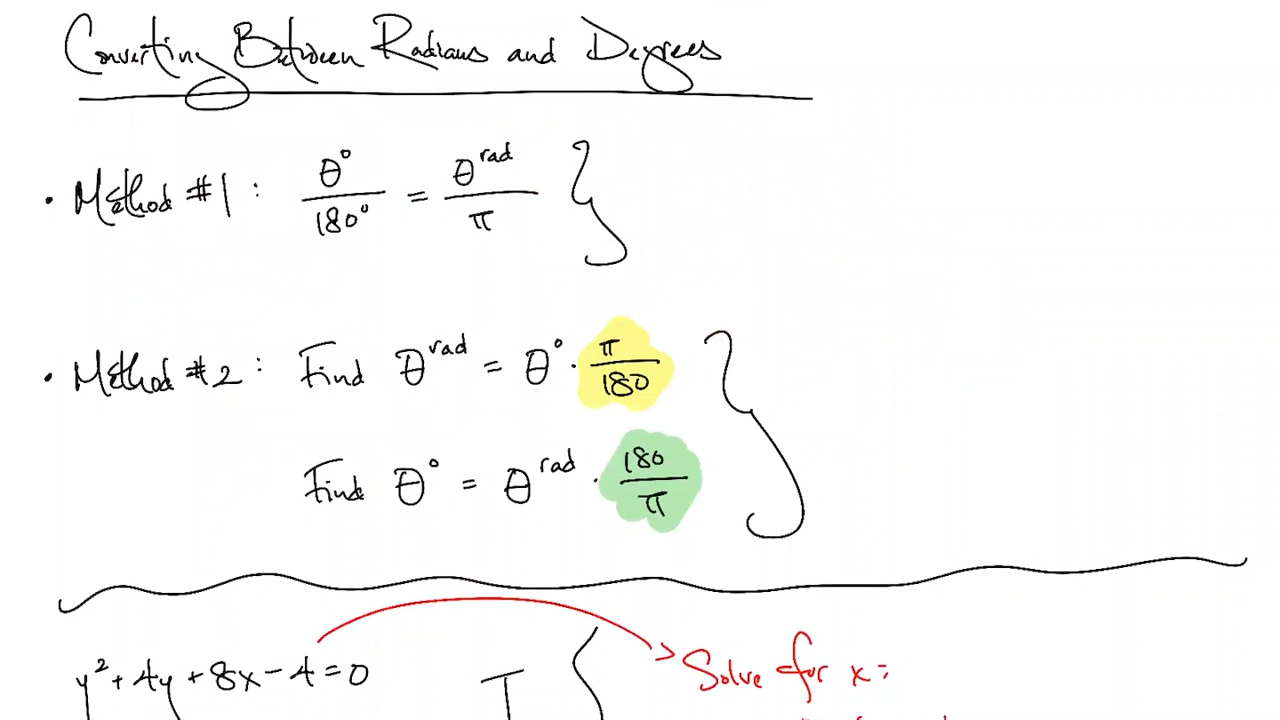 Converting Between Radians and Degrees
• Method #1: θ°/180° = θ^rad/π
• Method #2: Find θ^rad = θ° · π/180
Find θ° = θ^rad · 180/π
y² + 4y + 8x - 4 = 0
Solve for x: